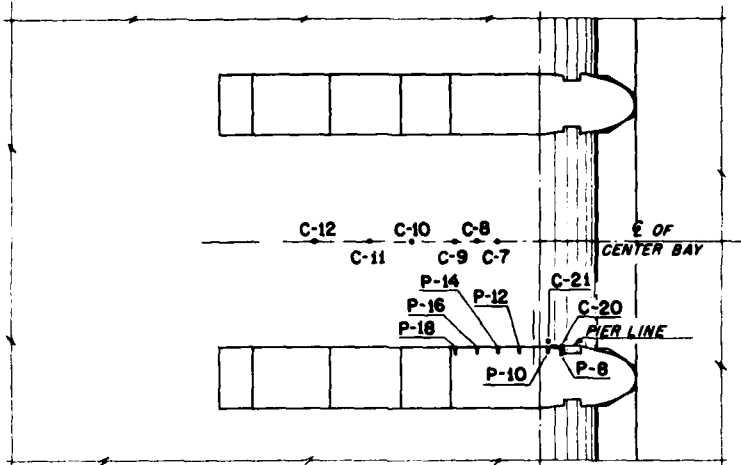 C-12
C-10
C-8
℄ OF
CENTER BAY
C-11
C-9
C-7
P-14
C-21
P-12
P-16
C-20
P-18
PIER LINE
P-10
P-8